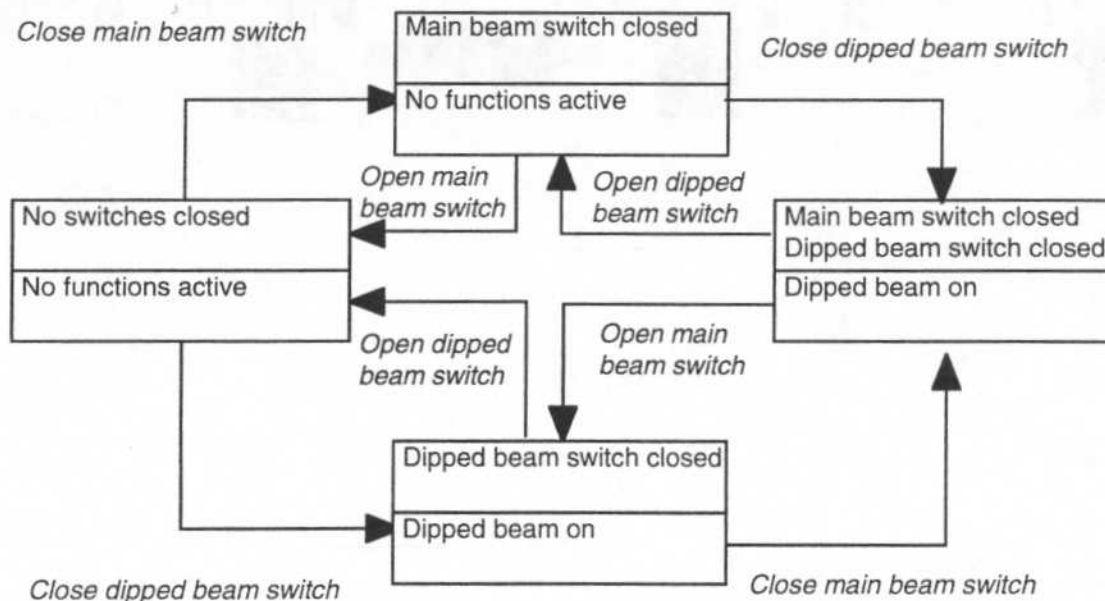 Close main beam switch
Main beam switch closed
Close dipped beam switch
No functions active
Open main
beam switch
Open dipped
beam switch
No switches closed
Main beam switch closed
Dipped beam switch closed
No functions active
Dipped beam on
Open dipped
beam switch
Open main
beam switch
Dipped beam switch closed
Dipped beam on
Close dipped beam switch
Close main beam switch